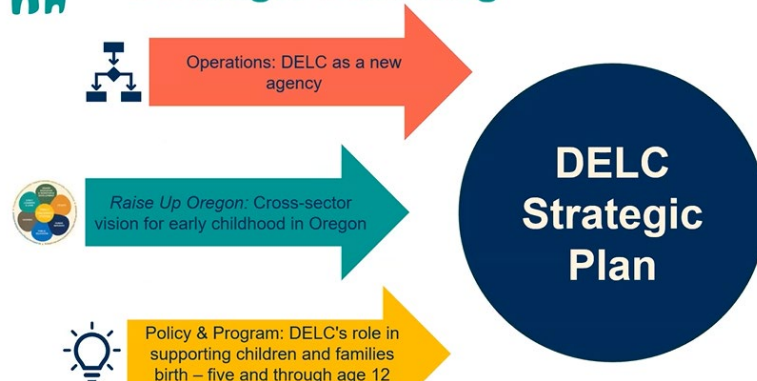 Operations: DELC as a new
agency
Raise Up Oregon: Cross-sector
vision for early childhood in Oregon
Policy & Program: DELC's role in
supporting children and families
birth – five and through age 12
DELC
Strategic
Plan